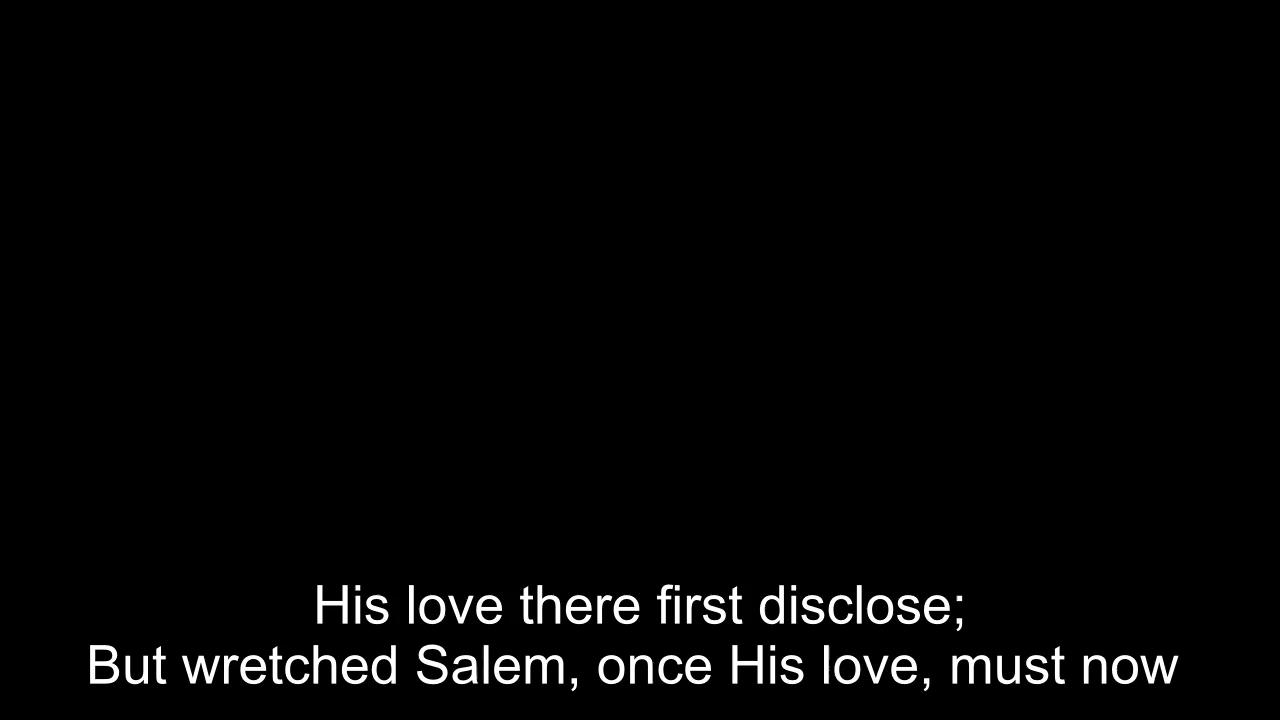 His love there first disclose;
But wretched Salem, once His love, must now